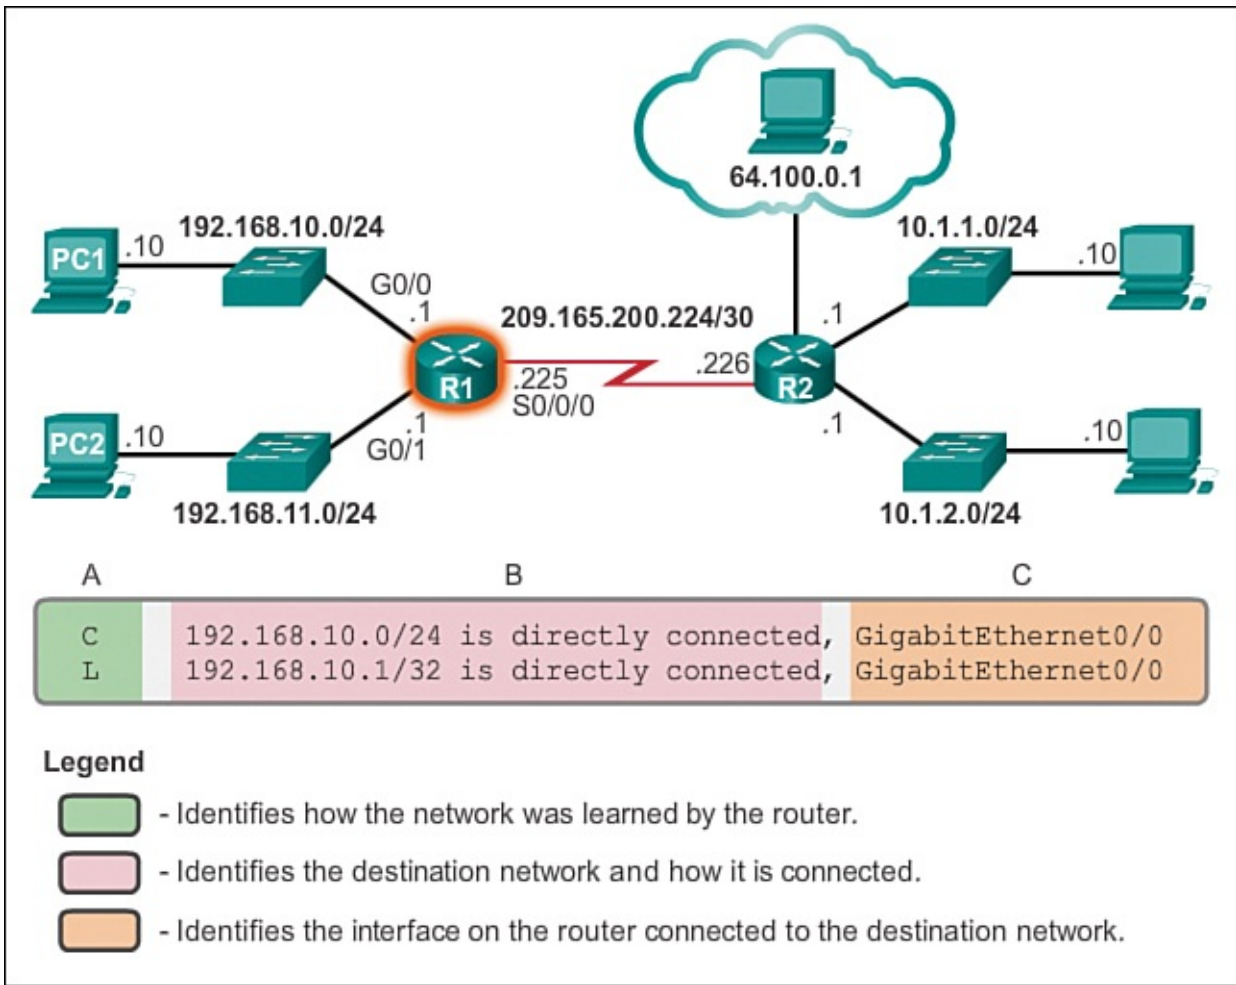 64.100.0.1
192.168.10.0/24
10.1.1.0/24
PC1
.10
.10
G0/0
.1
209.165.200.224/30
.1
R1
.225
S0/0/0
.226
R2
PC2
.10
.1
G0/1
.1
.10
192.168.11.0/24
10.1.2.0/24
A B C
C 192.168.10.0/24 is directly connected, GigabitEthernet0/0
L 192.168.10.1/32 is directly connected, GigabitEthernet0/0
Legend
- Identifies how the network was learned by the router.
- Identifies the destination network and how it is connected.
- Identifies the interface on the router connected to the destination network.